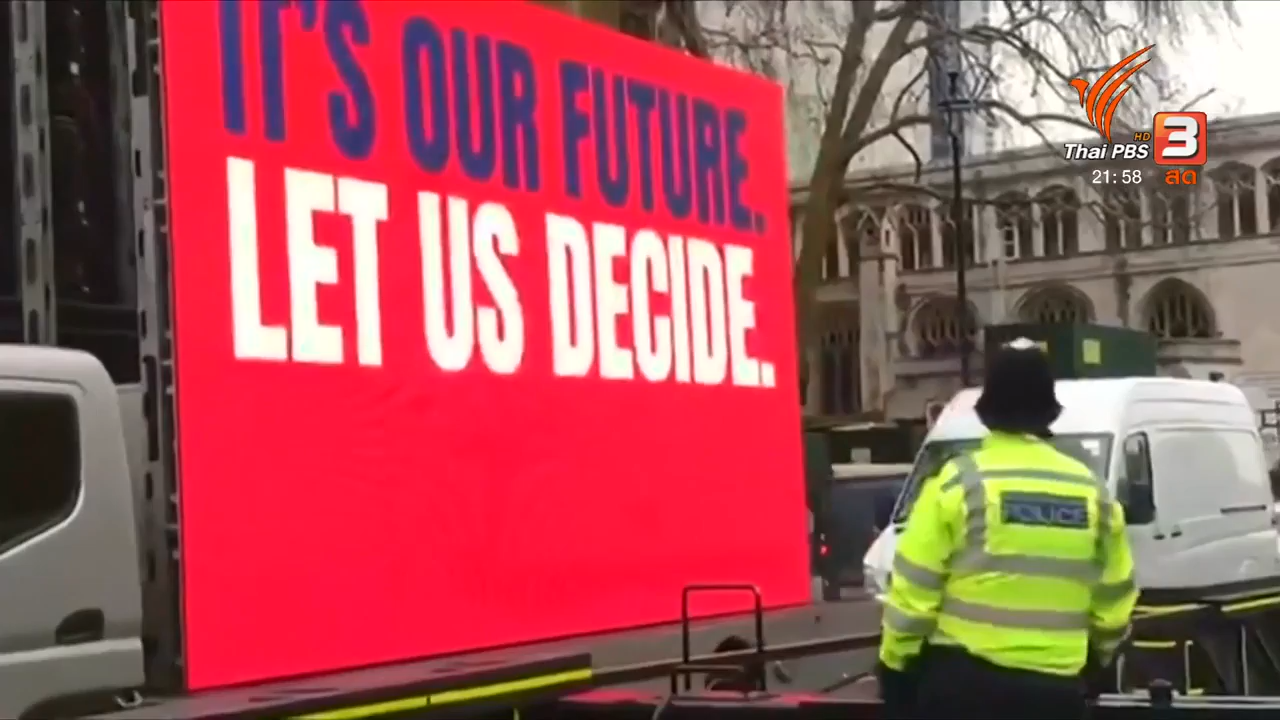 IT'S OUR FUTURE.
LET US DECIDE.
HD
Thai PBS
3
21:58
สด
POLICE